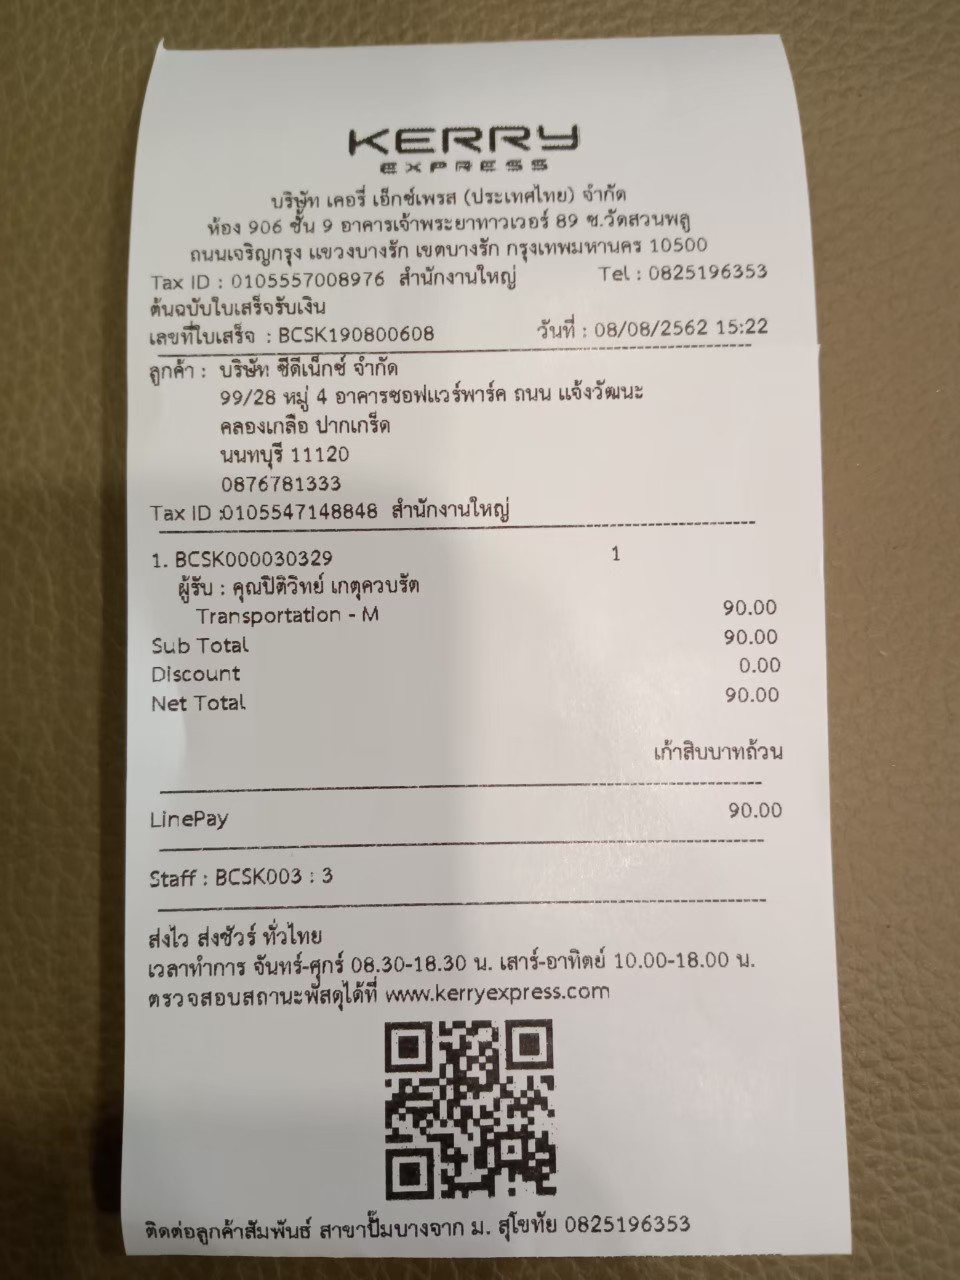 KERRY
EXPRESS
บริษัท เคอรี่ เอ็กซ์เพรส (ประเทศไทย) จำกัด
ห้อง 906 ชั้น 9 อาคารเจ้าพระยาทาวเวอร์ 89 ซ.วัดสวนพลู
ถนนเจริญกรุง แขวงบางรัก เขตบางรัก กรุงเทพมหานคร 10500
Tax ID : 0105557008976 สำนักงานใหญ่ Tel : 0825196353
ต้นฉบับใบเสร็จรับเงิน
เลขที่ใบเสร็จ : BCSK190800608 วันที่ : 08/08/2562 15:22
ลูกค้า : บริษัท ซีดีเน็กซ์ จำกัด
99/28 หมู่ 4 อาคารซอฟแวร์พาร์ค ถนน แจ้งวัฒนะ
คลองเกลือ ปากเกร็ด
นนทบุรี 11120
0876781333
Tax ID :0105547148848 สำนักงานใหญ่
1. BCSK000030329 1
ผู้รับ : คุณปิติวิทย์ เกตุควบรัต
Transportation - M 90.00
Sub Total 90.00
Discount 0.00
Net Total 90.00
เก้าสิบบาทถ้วน
LinePay 90.00
Staff : BCSK003 : 3
ส่งไว ส่งชัวร์ ทั่วไทย
เวลาทำการ จันทร์-ศุกร์ 08.30-18.30 น. เสาร์-อาทิตย์ 10.00-18.00 น.
ตรวจสอบสถานะพัสดุได้ที่ www.kerryexpress.com
ติดต่อลูกค้าสัมพันธ์ สาขาปั๊มบางจาก ม. สุโขทัย 0825196353